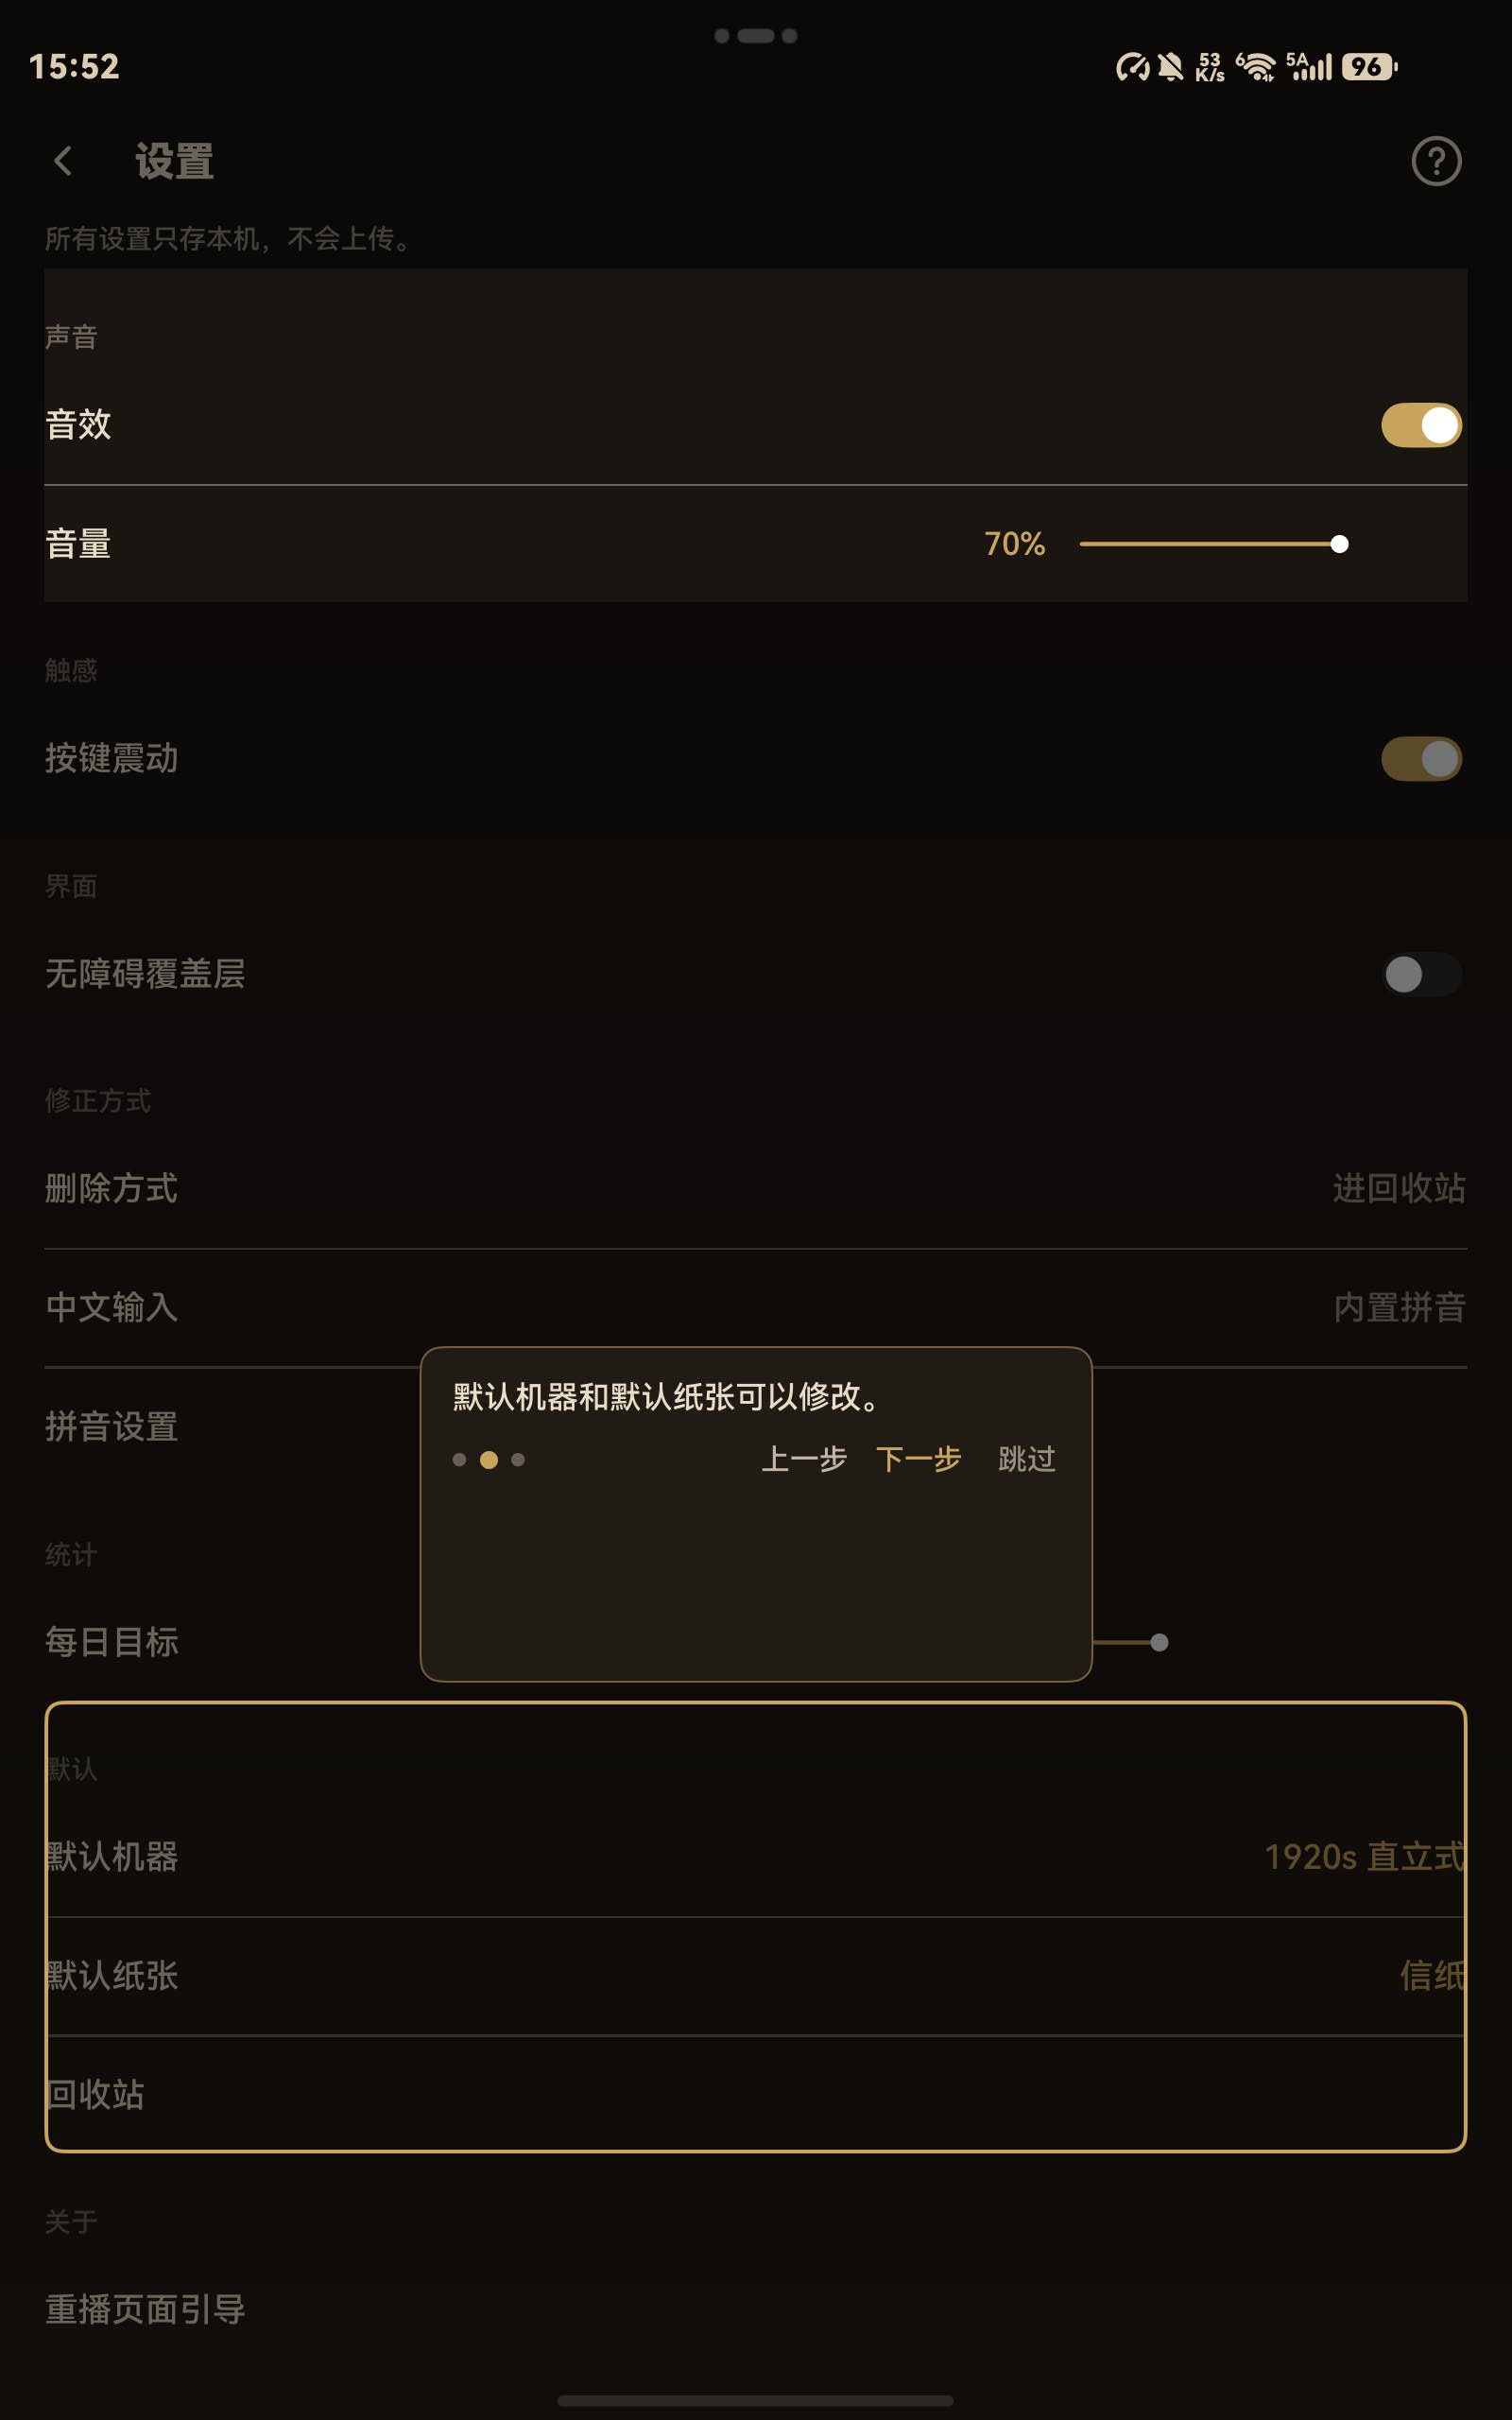 15:52
53
K/s
6
5A
96
设置
所有设置只存本机，不会上传。
声音
音效
音量
70%
触感
按键震动
界面
无障碍覆盖层
修正方式
删除方式
进回收站
中文输入
内置拼音
默认机器和默认纸张可以修改。
上一步
下一步
跳过
拼音设置
统计
每日目标
默认
默认机器
1920s 直立式
默认纸张
信纸
回收站
关于
重播页面引导